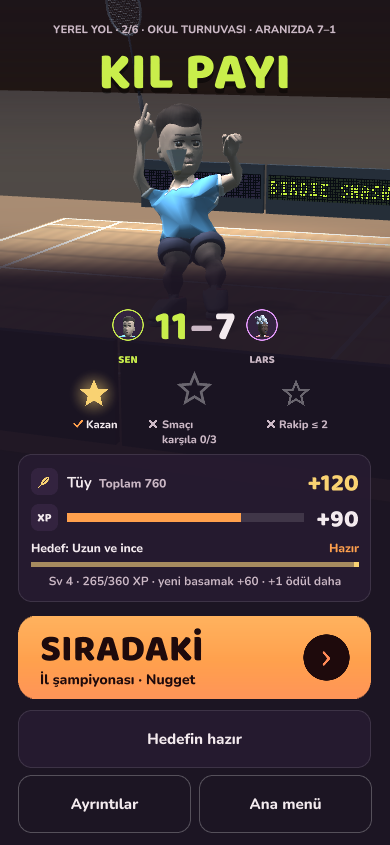 YEREL YOL · 2/6 · OKUL TURNUVASI · ARANIZDA 7–1
KIL PAYI
BIRDIE SMASH
11–7
SEN
LARS
Kazan
Smaçı karşıla 0/3
Rakip ≤ 2
Tüy Toplam 760 +120
XP +90
Hedef: Uzun ve ince Hazır
Sv 4 · 265/360 XP · yeni basamak +60 · +1 ödül daha
SIRADAKİ
İl şampiyonası · Nugget
Hedefin hazır
Ayrıntılar
Ana menü